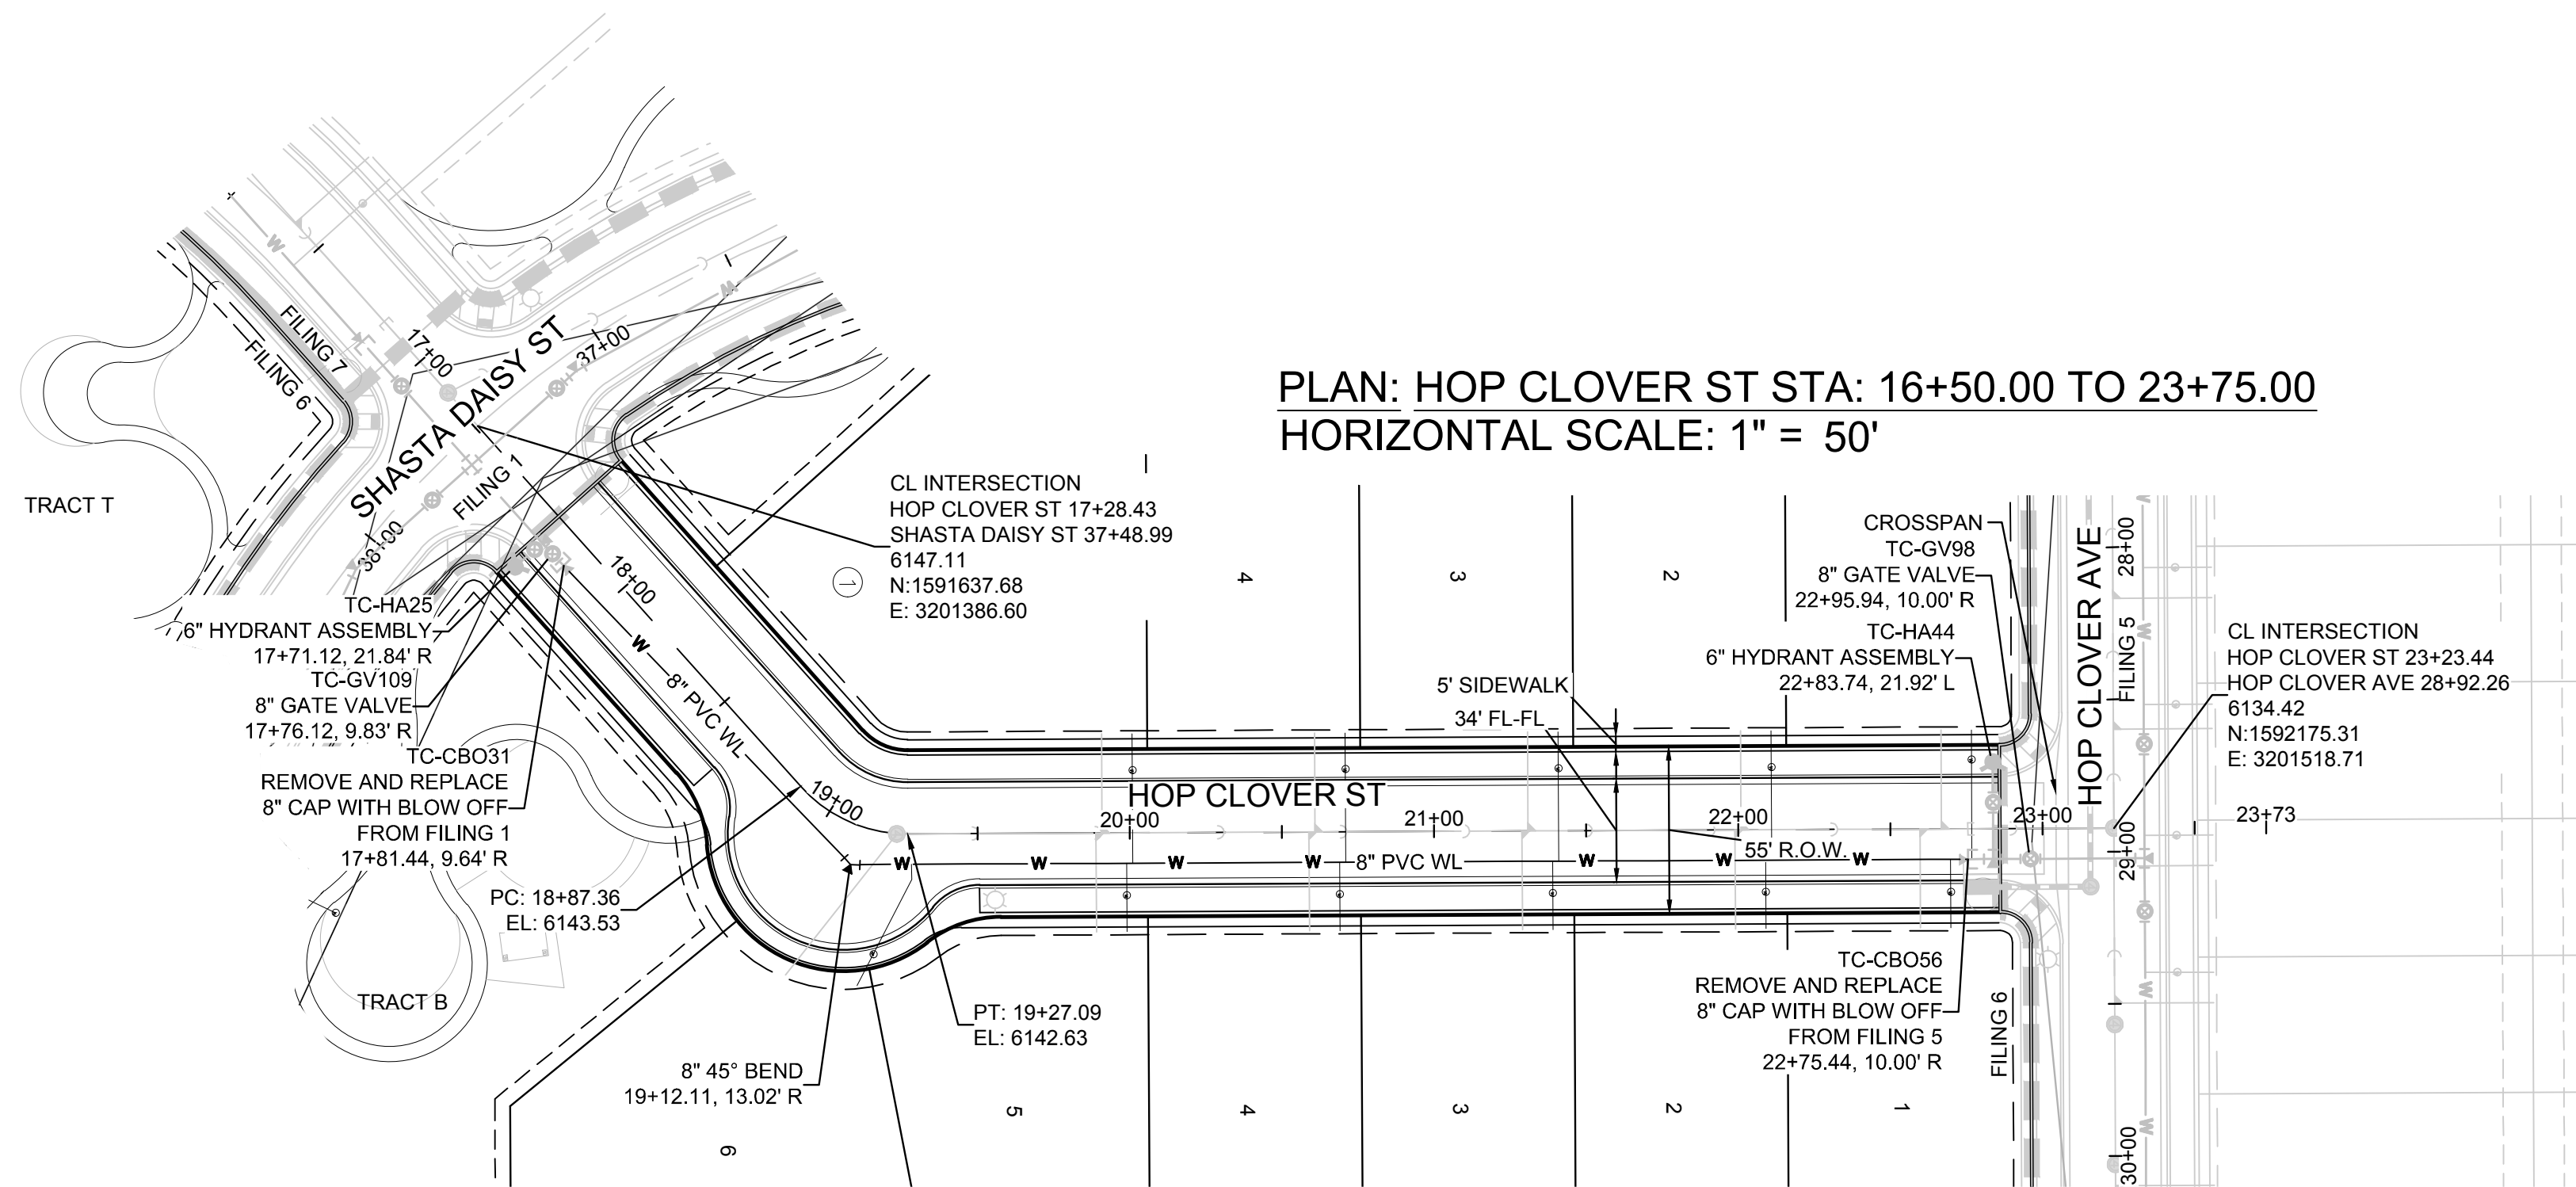 PLAN: HOP CLOVER ST STA: 16+50.00 TO 23+75.00
HORIZONTAL SCALE: 1" = 50'
FILING 7
FILING 6
17+00
SHASTA DAISY ST
37+00
FILING 1
38+00
TRACT T
18+00
CL INTERSECTION
HOP CLOVER ST 17+28.43
SHASTA DAISY ST 37+48.99
6147.11
N:1591637.68
E: 3201386.60
1
TC-HA25
6" HYDRANT ASSEMBLY
17+71.12, 21.84' R
TC-GV109
8" GATE VALVE
17+76.12, 9.83' R
TC-CBO31
REMOVE AND REPLACE
8" CAP WITH BLOW OFF
FROM FILING 1
17+81.44, 9.64' R
W
8" PVC WL
PC: 18+87.36
EL: 6143.53
19+00
TRACT B
8" 45° BEND
19+12.11, 13.02' R
PT: 19+27.09
EL: 6142.63
4
3
2
5' SIDEWALK
34' FL-FL
HOP CLOVER ST
20+00
21+00
22+00
23+00
23+73
W W W W 8" PVC WL W W W
55' R.O.W.
CROSSPAN
TC-GV98
8" GATE VALVE
22+95.94, 10.00' R
TC-HA44
6" HYDRANT ASSEMBLY
22+83.74, 21.92' L
HOP CLOVER AVE
28+00
FILING 5
29+00
30+00
W
W
W
W
W
W
CL INTERSECTION
HOP CLOVER ST 23+23.44
HOP CLOVER AVE 28+92.26
6134.42
N:1592175.31
E: 3201518.71
TC-CBO56
REMOVE AND REPLACE
8" CAP WITH BLOW OFF
FROM FILING 5
22+75.44, 10.00' R
FILING 6
6
5
4
3
2
1